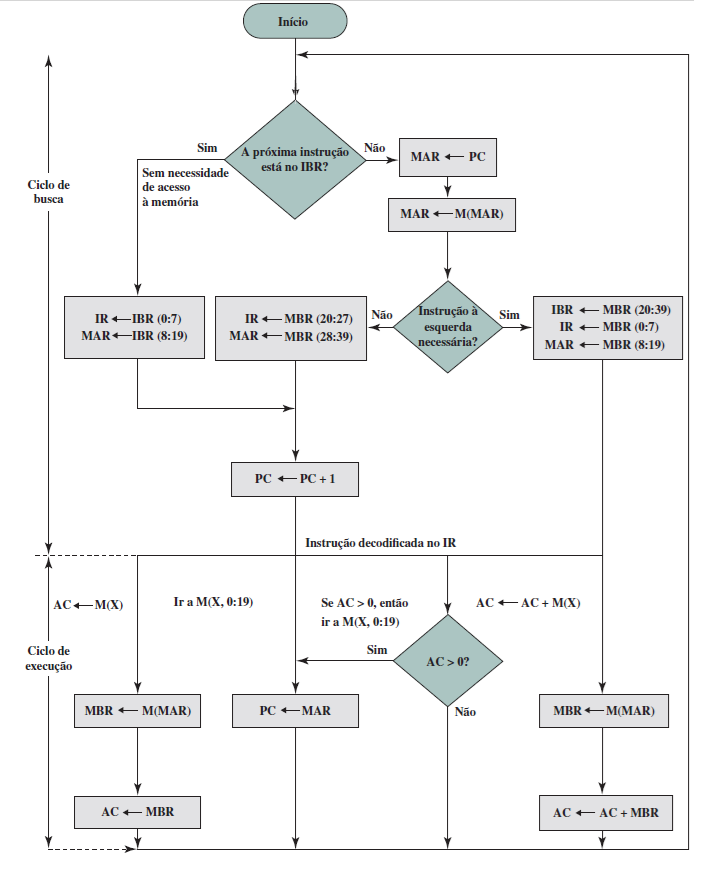 Início
A próxima instrução
está no IBR?
Sim
Não
Sem necessidade
de acesso
à memória
MAR ← PC
MAR ← M(MAR)
Ciclo de
busca
IR ← IBR (0:7)
MAR ← IBR (8:19)
IR ← MBR (20:27)
MAR ← MBR (28:39)
Não
Instrução à
esquerda
necessária?
Sim
IBR ← MBR (20:39)
IR ← MBR (0:7)
MAR ← MBR (8:19)
PC ← PC + 1
Instrução decodificada no IR
AC ← M(X)
Ir a M(X, 0:19)
Se AC > 0, então
ir a M(X, 0:19)
AC ← AC + M(X)
Ciclo de
execução
Sim
AC > 0?
Não
MBR ← M(MAR)
PC ← MAR
MBR ← M(MAR)
AC ← MBR
AC ← AC + MBR